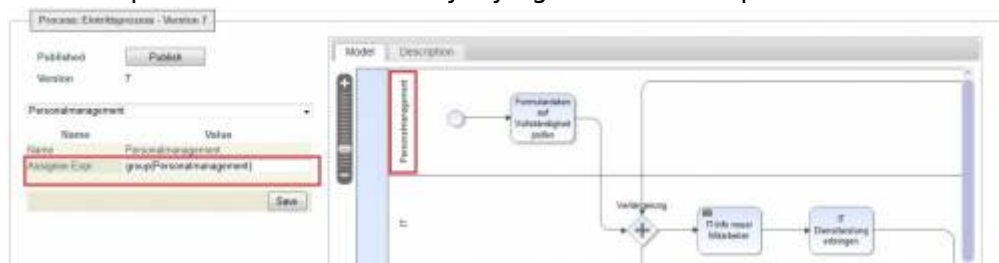 Process: Eintrittsprozess - Version 7
Published
Publish
Version
7
Personalmanagement
Name
Value
Name
Personalmanagement
Assignee Expr.
group(Personalmanagement)
Save
Model
Description
Personalmanagement
Formulardaten
auf
Vollständigkeit
prüfen
IT
IT-Info neuer
Mitarbeiter
IT
Dienstleistung
erbringen